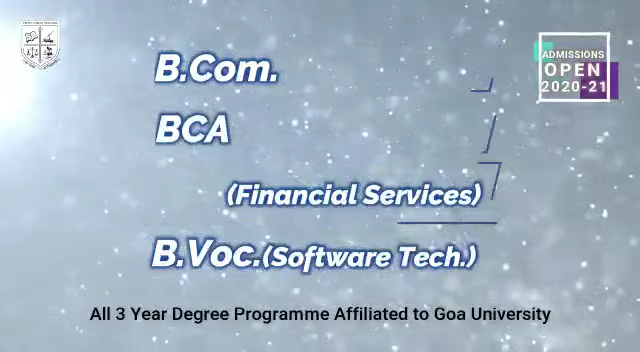 ADMISSIONS
OPEN
2020-21
B.Com.
BCA
(Financial Services)
B.Voc.(Software Tech.)
All 3 Year Degree Programme Affiliated to Goa University